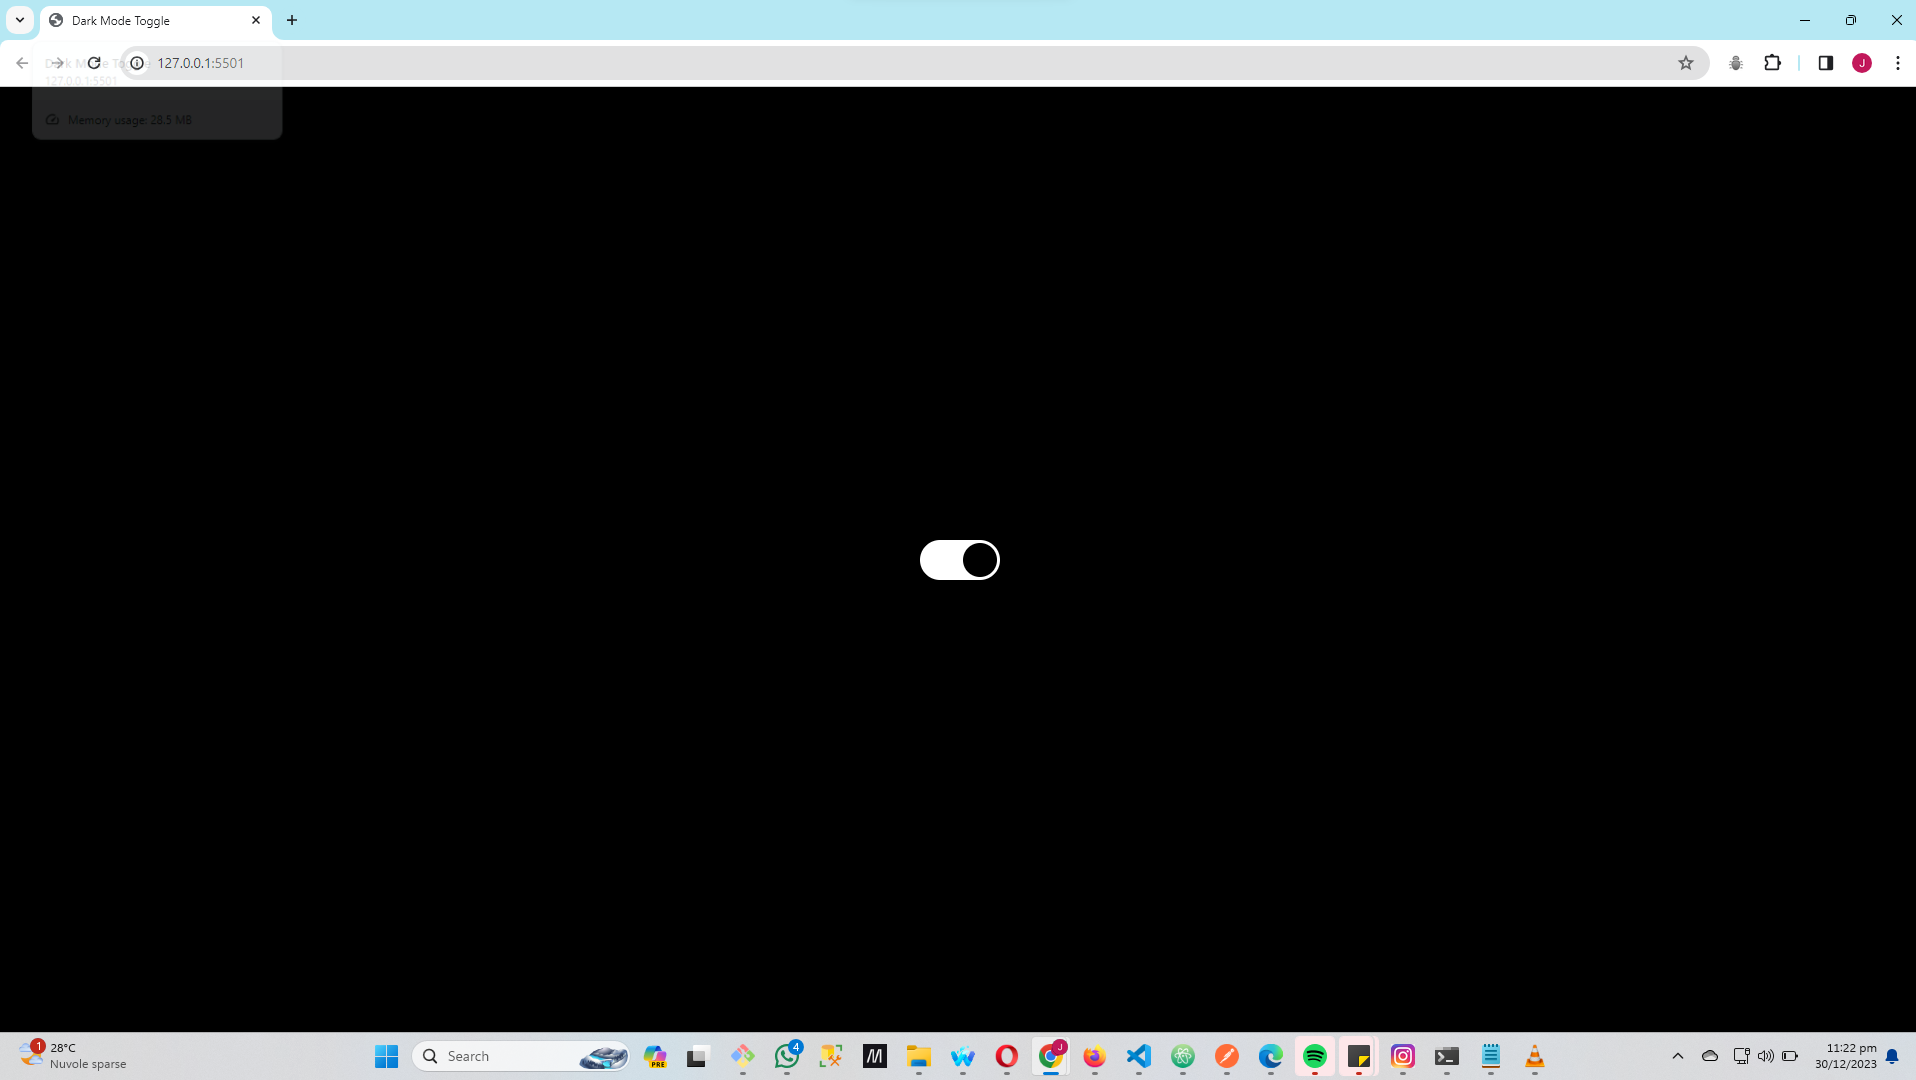 Dark Mode Toggle
127.0.0.1:5501
J
Dark Mode Toggle
127.0.0.1:5501
Memory usage: 28.5 MB
1
28°C
Nuvole sparse
Search
PRE
4
M
J
11:22 pm
30/12/2023